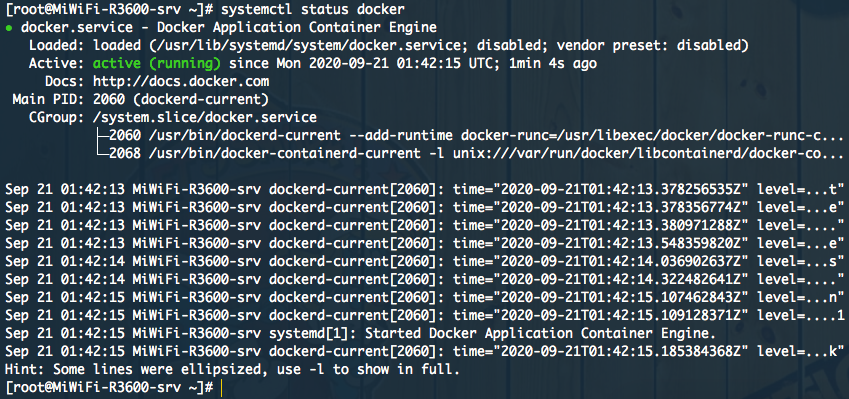 [root@MiWiFi-R3600-srv ~]# systemctl status docker
● docker.service - Docker Application Container Engine
   Loaded: loaded (/usr/lib/systemd/system/docker.service; disabled; vendor preset: disabled)
   Active: active (running) since Mon 2020-09-21 01:42:15 UTC; 1min 4s ago
     Docs: http://docs.docker.com
 Main PID: 2060 (dockerd-current)
   CGroup: /system.slice/docker.service
           ├─2060 /usr/bin/dockerd-current --add-runtime docker-runc=/usr/libexec/docker/docker-runc-c...
           └─2068 /usr/bin/docker-containerd-current -l unix:///var/run/docker/libcontainerd/docker-co...
Sep 21 01:42:13 MiWiFi-R3600-srv dockerd-current[2060]: time="2020-09-21T01:42:13.378256535Z" level=...t"
Sep 21 01:42:13 MiWiFi-R3600-srv dockerd-current[2060]: time="2020-09-21T01:42:13.378356774Z" level=...e"
Sep 21 01:42:13 MiWiFi-R3600-srv dockerd-current[2060]: time="2020-09-21T01:42:13.380971288Z" level=...."
Sep 21 01:42:13 MiWiFi-R3600-srv dockerd-current[2060]: time="2020-09-21T01:42:13.548359820Z" level=...e"
Sep 21 01:42:14 MiWiFi-R3600-srv dockerd-current[2060]: time="2020-09-21T01:42:14.036902637Z" level=...s"
Sep 21 01:42:14 MiWiFi-R3600-srv dockerd-current[2060]: time="2020-09-21T01:42:14.322482641Z" level=...."
Sep 21 01:42:15 MiWiFi-R3600-srv dockerd-current[2060]: time="2020-09-21T01:42:15.107462843Z" level=...n"
Sep 21 01:42:15 MiWiFi-R3600-srv dockerd-current[2060]: time="2020-09-21T01:42:15.109128371Z" level=....1
Sep 21 01:42:15 MiWiFi-R3600-srv systemd[1]: Started Docker Application Container Engine.
Sep 21 01:42:15 MiWiFi-R3600-srv dockerd-current[2060]: time="2020-09-21T01:42:15.185384368Z" level=...k"
Hint: Some lines were ellipsized, use -l to show in full.
[root@MiWiFi-R3600-srv ~]#